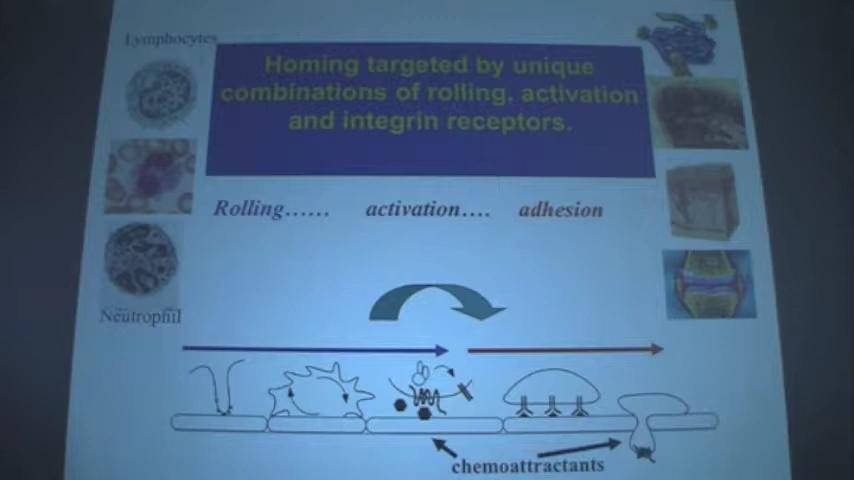 Lymphocytes
Homing targeted by unique
combinations of rolling, activation
and integrin receptors.
Rolling...... activation.... adhesion
Neutrophil
chemoattractants